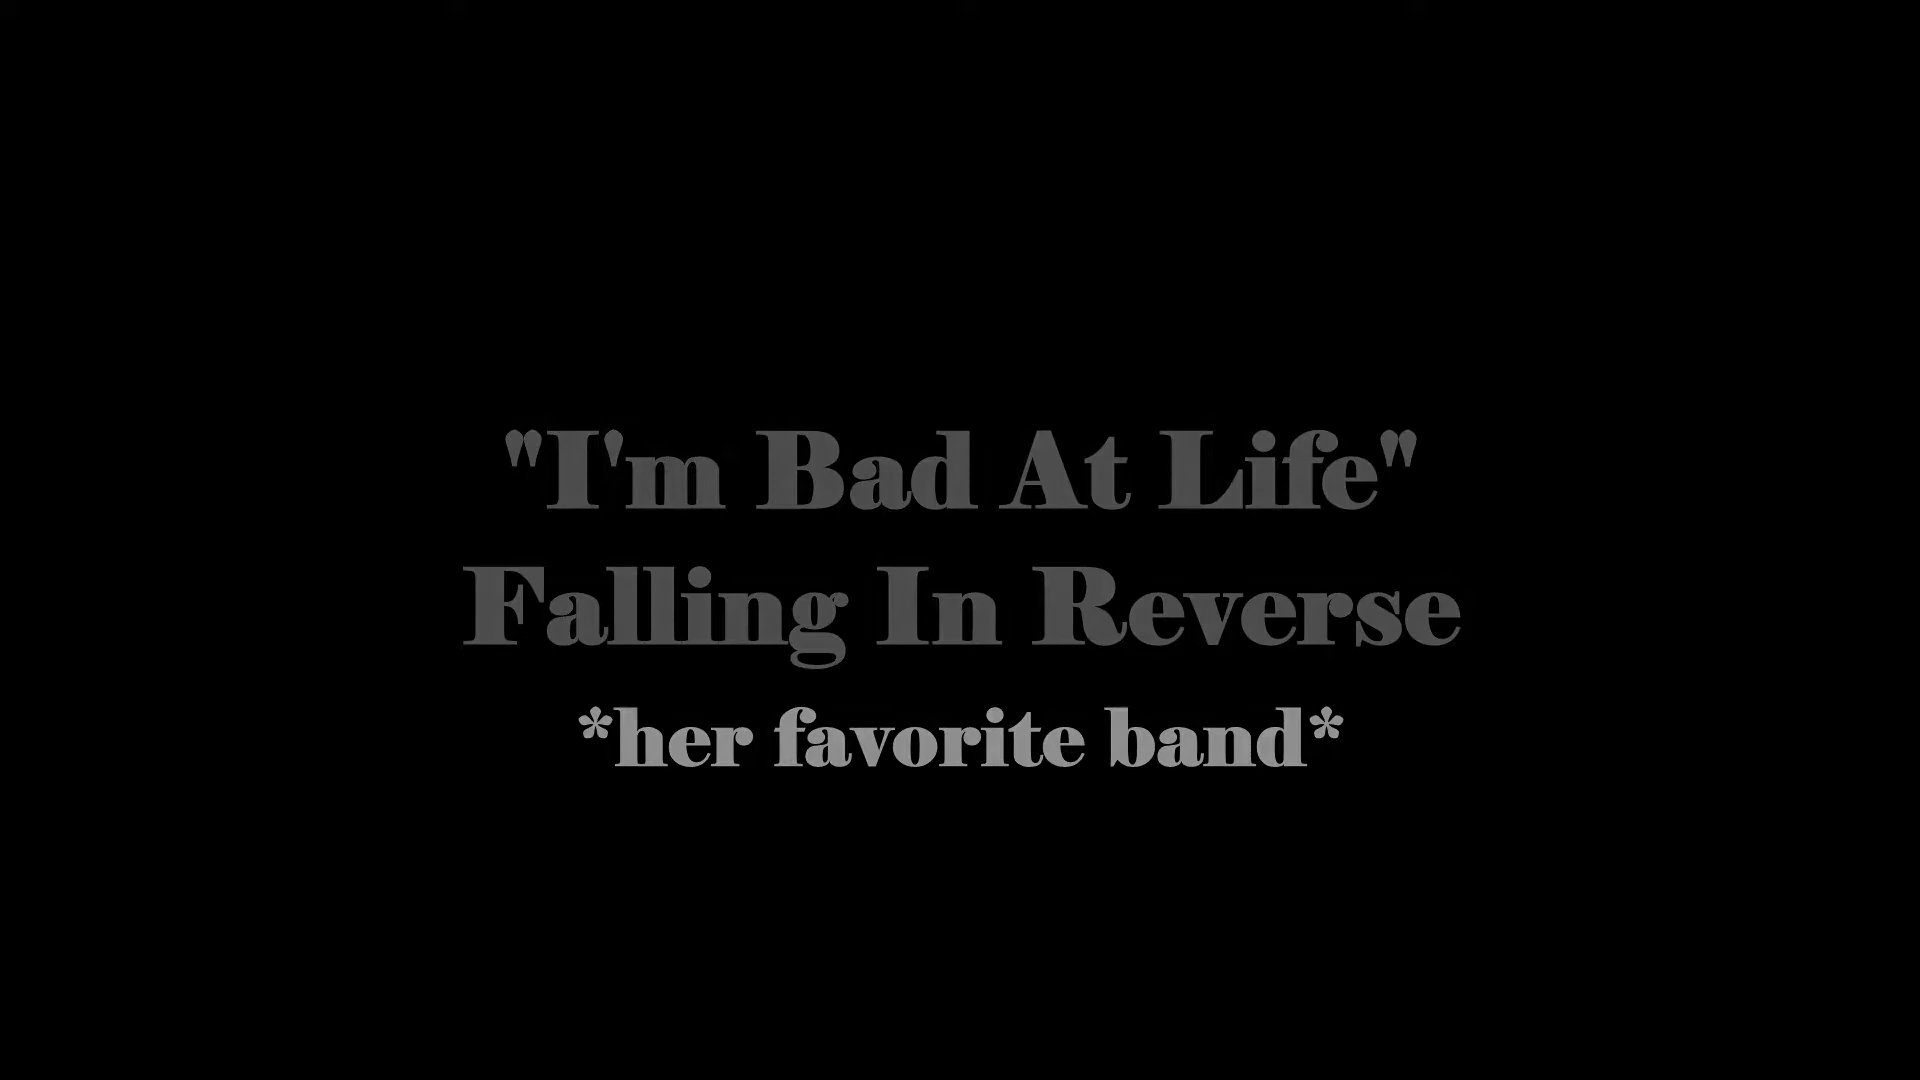 "I'm Bad At Life"
Falling In Reverse
*her favorite band*